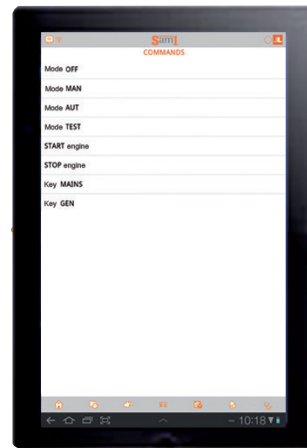 Sam1
COMMANDS
Mode OFF
Mode MAN
Mode AUT
Mode TEST
START engine
STOP engine
Key MAINS
Key GEN
10:18